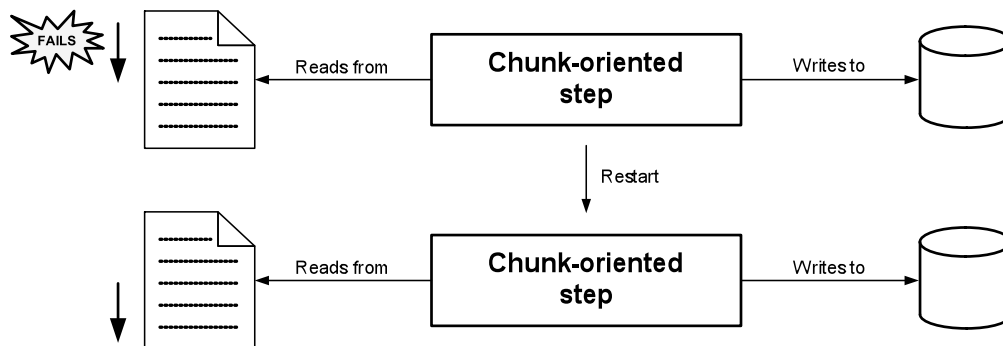 FAILS
Reads from
Chunk-oriented
step
Writes to
Restart
Reads from
Chunk-oriented
step
Writes to